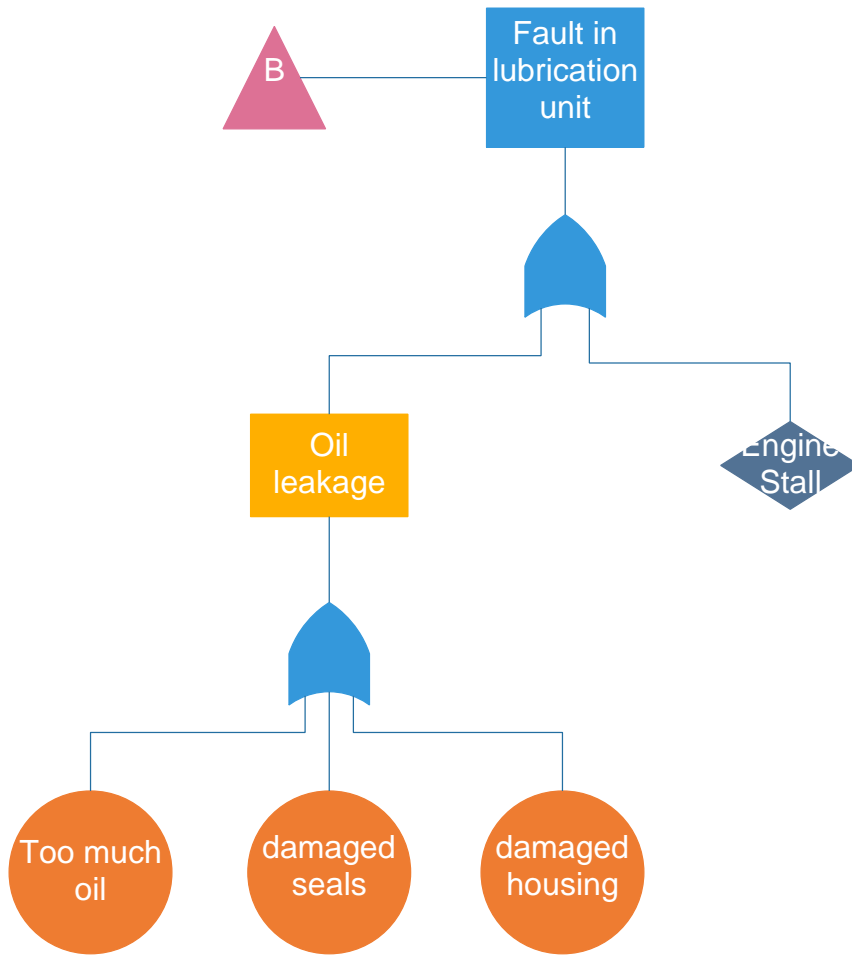 B
Fault in
lubrication
unit
Oil
leakage
Engine
Stall
Too much
oil
damaged
seals
damaged
housing